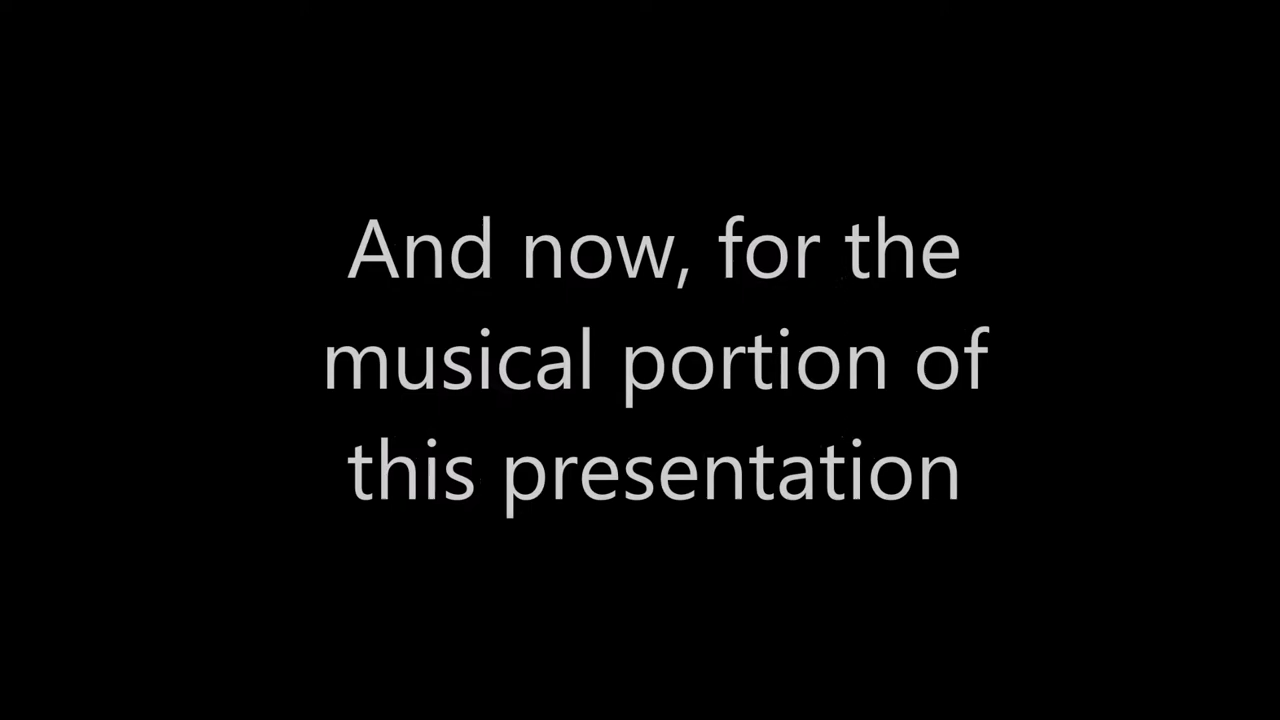 And now, for the
musical portion of
this presentation